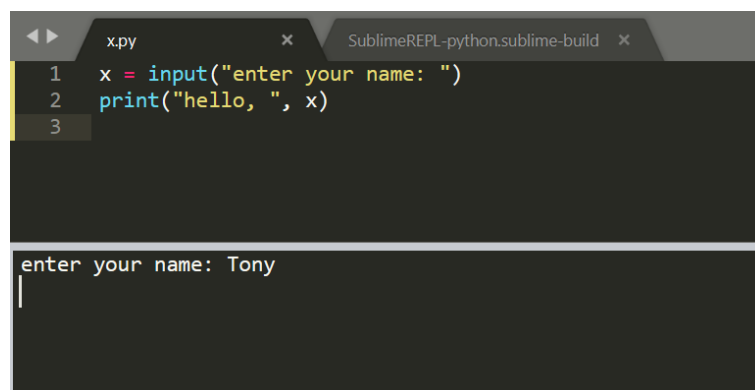 x.py SublimeREPL-python.sublime-build
1 x = input("enter your name: ")
2 print("hello, ", x)
3
enter your name: Tony